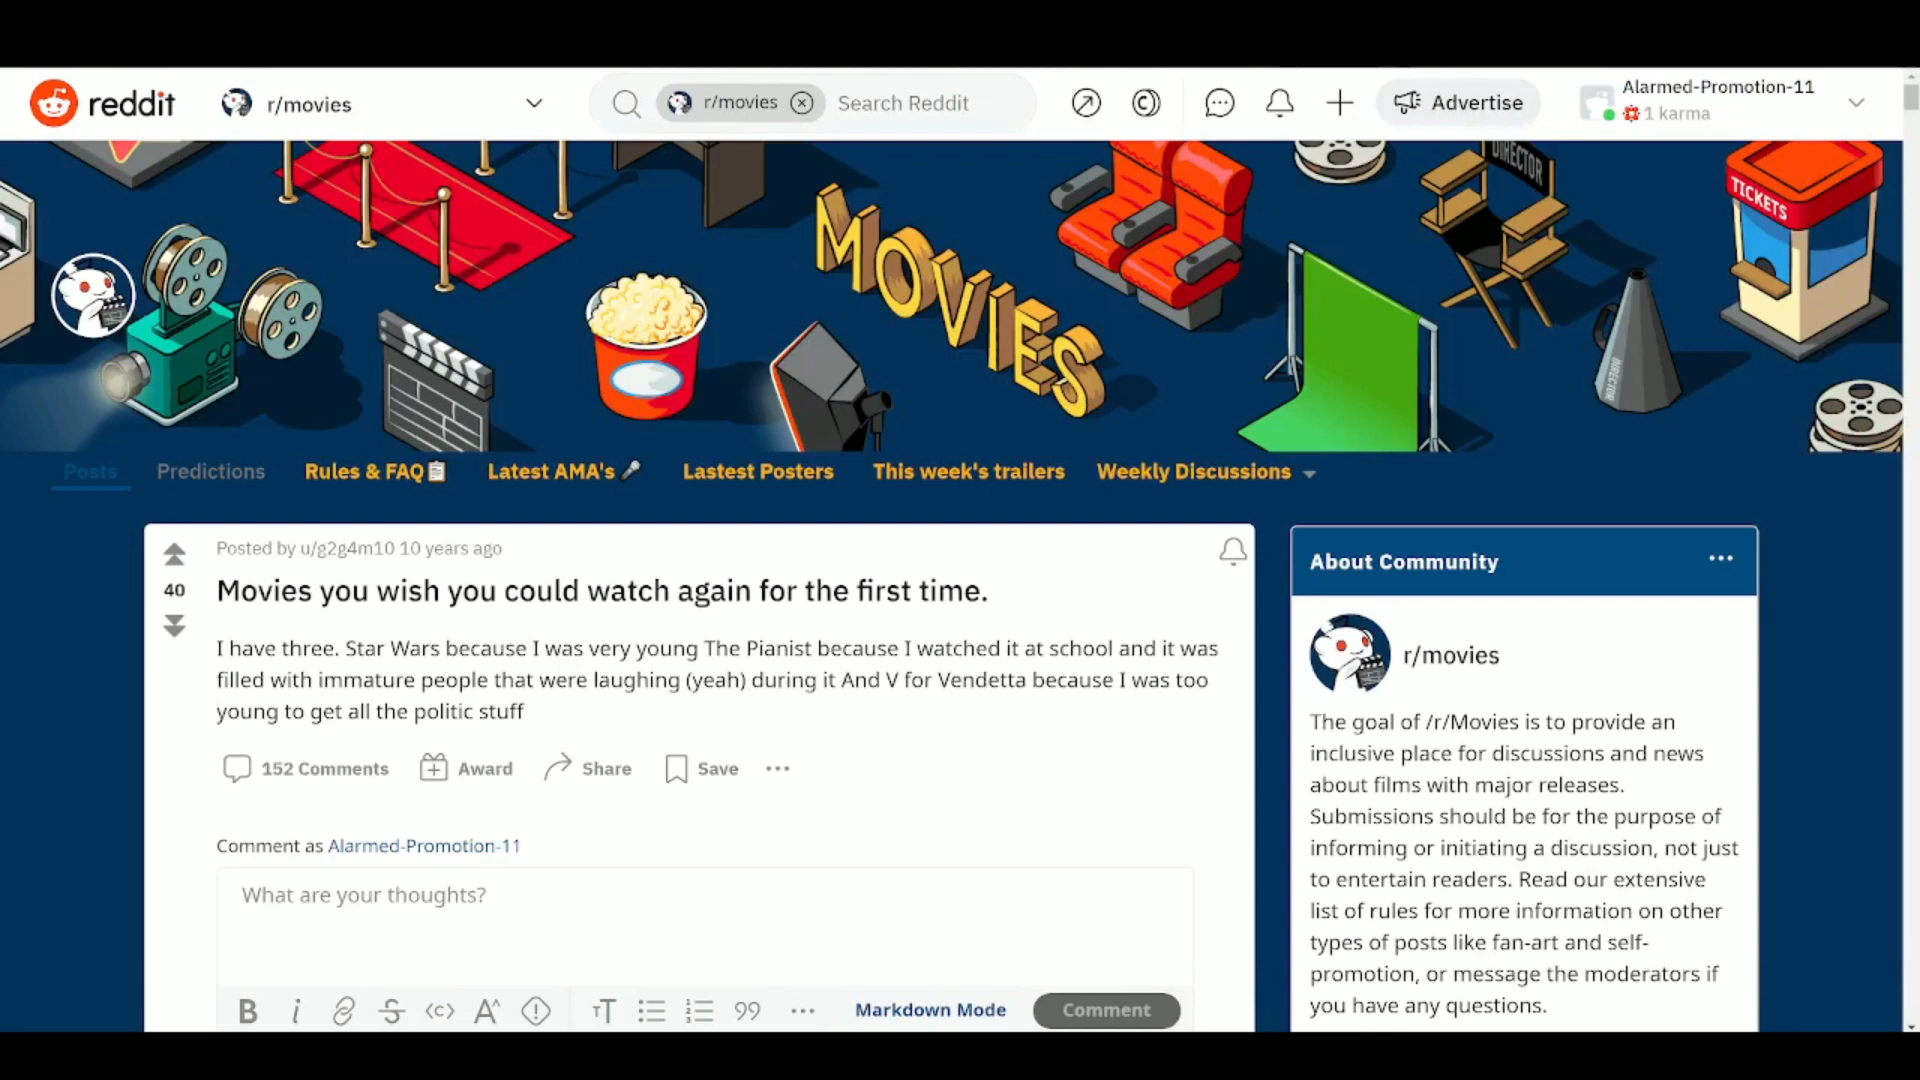 reddit
r/movies
r/movies
Search Reddit
Advertise
Alarmed-Promotion-11
1 karma
MOVIES
DIRECTOR
TICKETS
DIRECTOR
Posts
Predictions
Rules & FAQ
Latest AMA's
Lastest Posters
This week's trailers
Weekly Discussions
Posted by u/g2g4m10 10 years ago
40
Movies you wish you could watch again for the first time.
I have three. Star Wars because I was very young The Pianist because I watched it at school and it was
filled with immature people that were laughing (yeah) during it And V for Vendetta because I was too
young to get all the politic stuff
152 Comments
Award
Share
Save
Comment as Alarmed-Promotion-11
What are your thoughts?
Markdown Mode
Comment
About Community
r/movies
The goal of /r/Movies is to provide an
inclusive place for discussions and news
about films with major releases.
Submissions should be for the purpose of
informing or initiating a discussion, not just
to entertain readers. Read our extensive
list of rules for more information on other
types of posts like fan-art and self-
promotion, or message the moderators if
you have any questions.